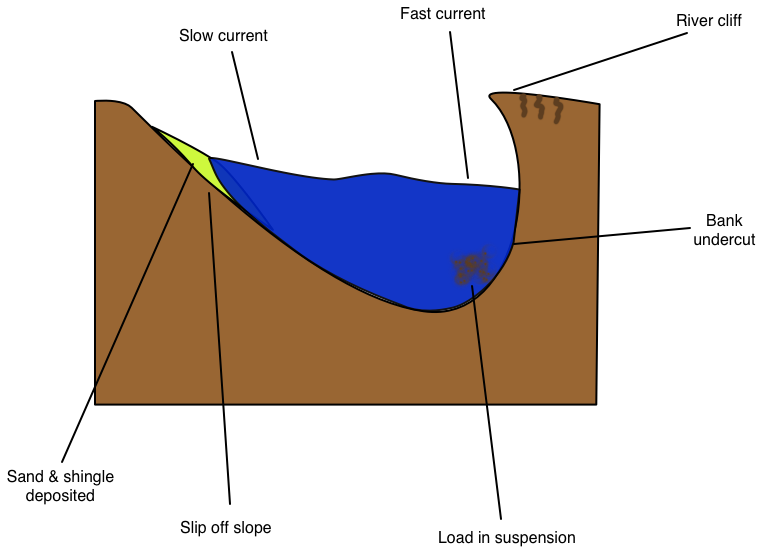 Fast current
River cliff
Slow current
Bank
undercut
Sand & shingle
deposited
Slip off slope
Load in suspension